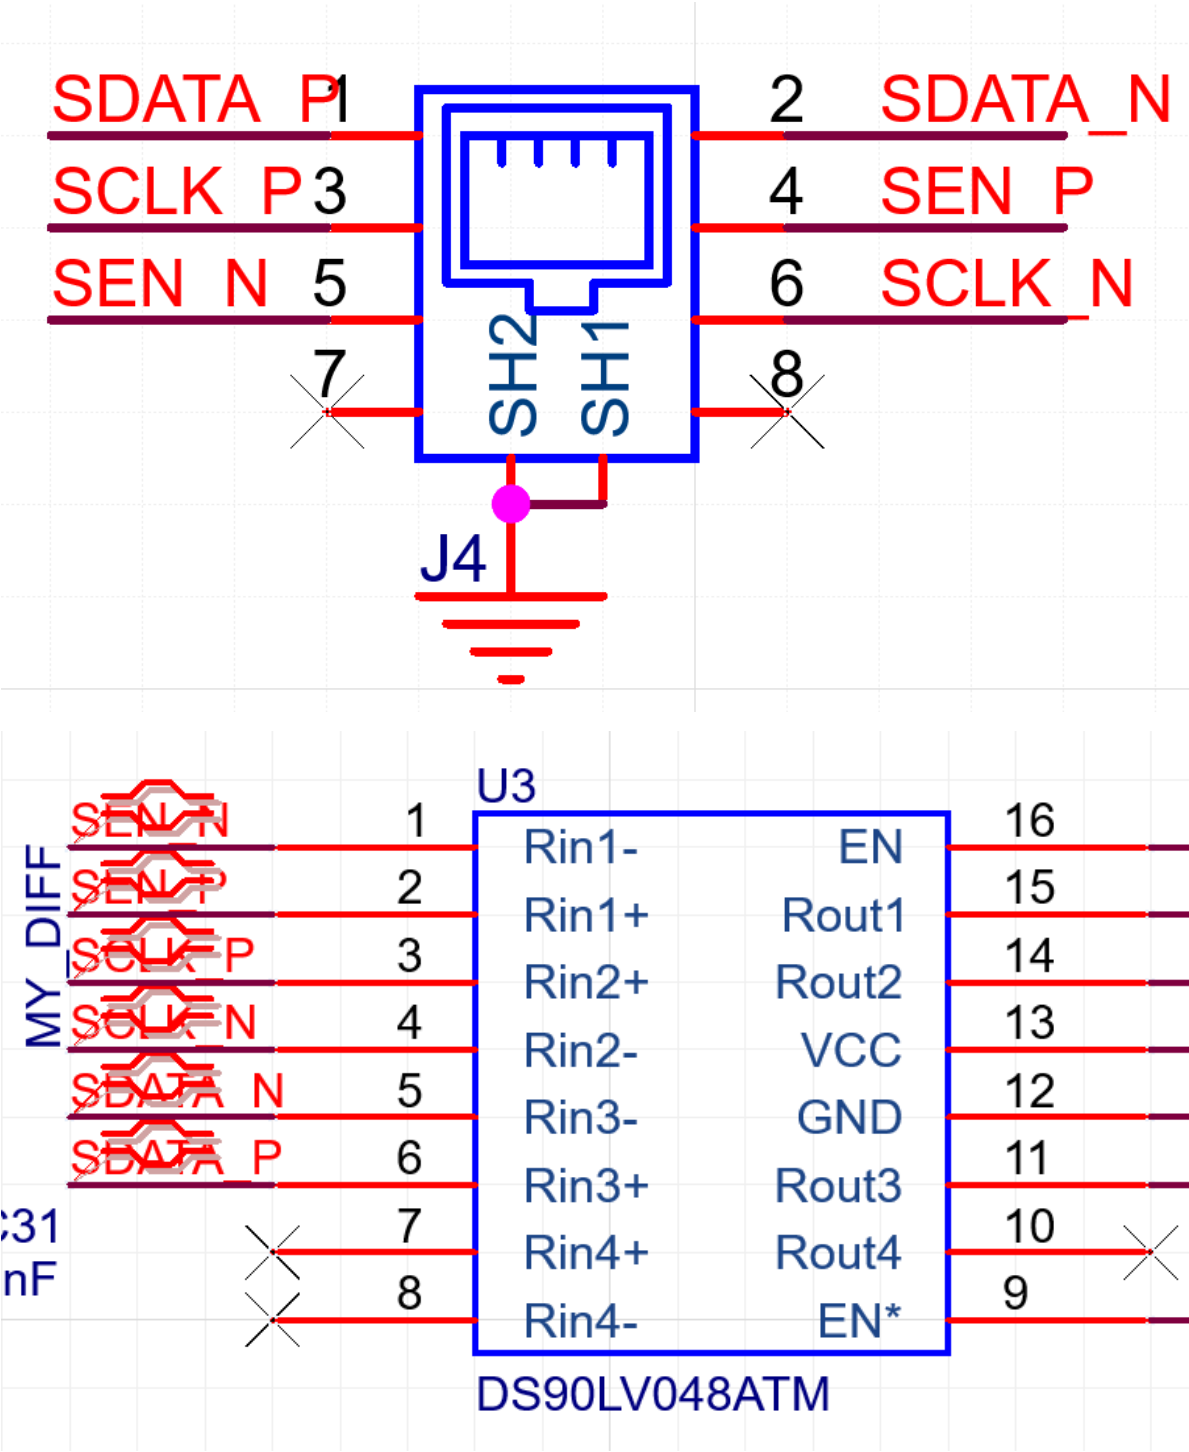 SDATA_P 1 2 SDATA_N
SCLK_P 3 4 SEN_P
SEN_N 5 6 SCLK_N
7 8
SH2 SH1
J4
U3
MY_DIFF
SEN_N 1 Rin1- EN 16
SEN_P 2 Rin1+ Rout1 15
SCLK_P 3 Rin2+ Rout2 14
SCLK_N 4 Rin2- VCC 13
SDATA_N 5 Rin3- GND 12
SDATA_P 6 Rin3+ Rout3 11
7 Rin4+ Rout4 10
8 Rin4- EN* 9
C31
nF
DS90LV048ATM